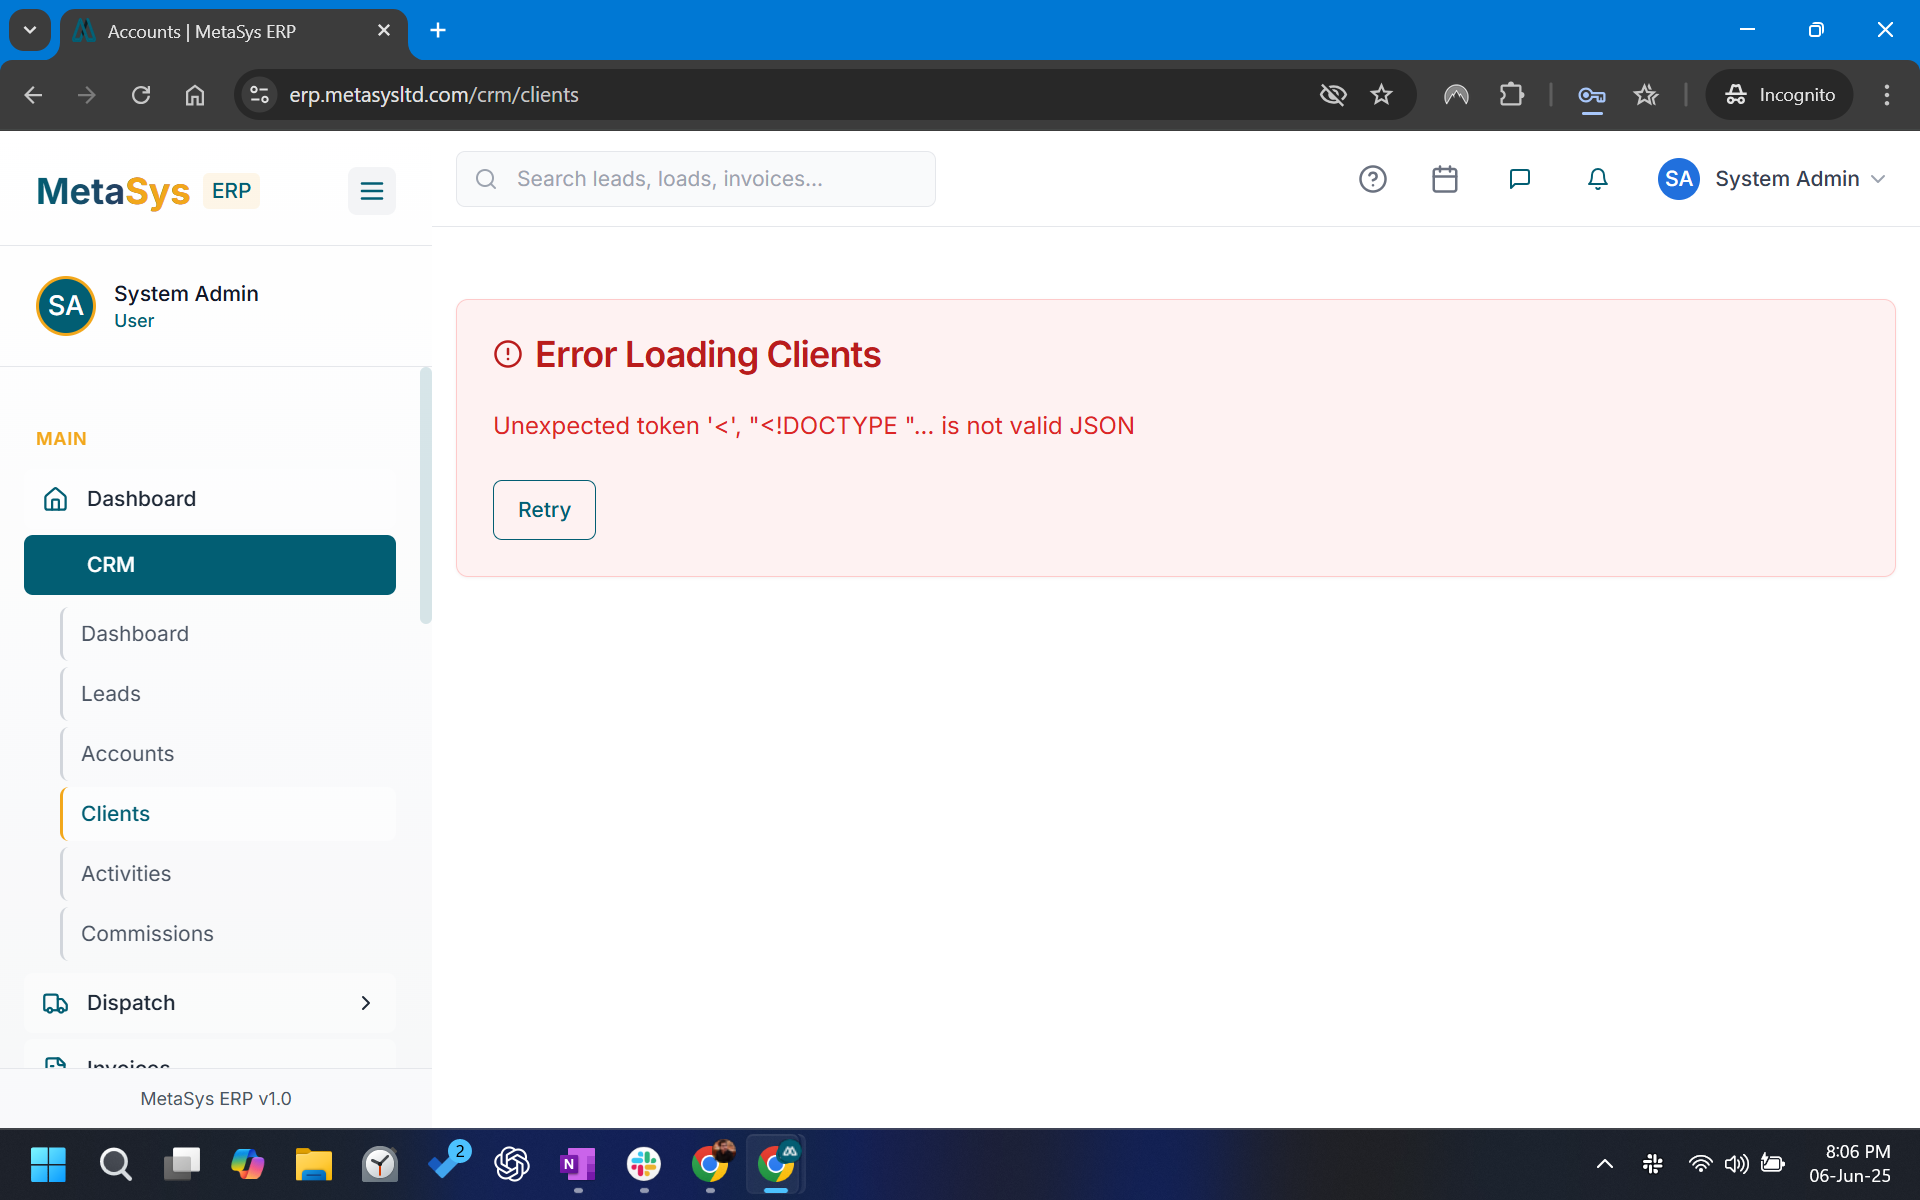 Accounts | MetaSys ERP
erp.metasysltd.com/crm/clients
Incognito
MetaSys ERP
Search leads, loads, invoices...
SA System Admin
SA
System Admin
User
MAIN
Dashboard
CRM
Dashboard
Leads
Accounts
Clients
Activities
Commissions
Dispatch
Invoices
MetaSys ERP v1.0
Error Loading Clients
Unexpected token '<', "<!DOCTYPE "... is not valid JSON
Retry
2
N
8:06 PM
06-Jun-25